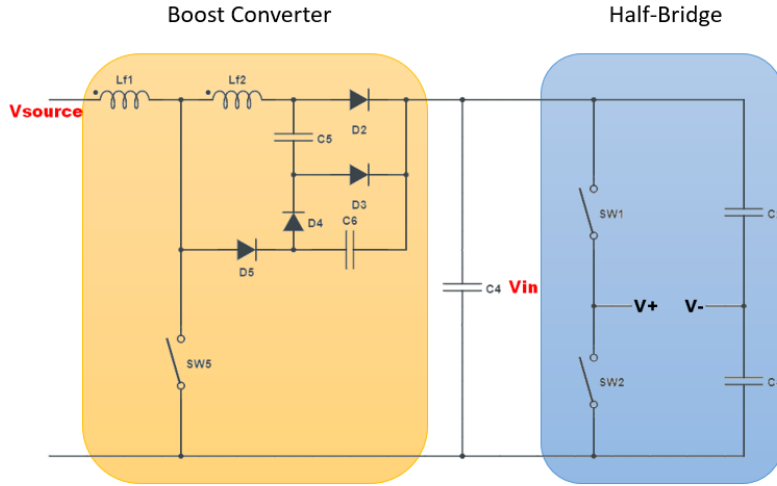 Boost Converter
Half-Bridge
Lf1
Lf2
Vsource
D2
C5
D3
D4
C6
D5
SW1
C4
Vin
V+
V-
SW5
SW2